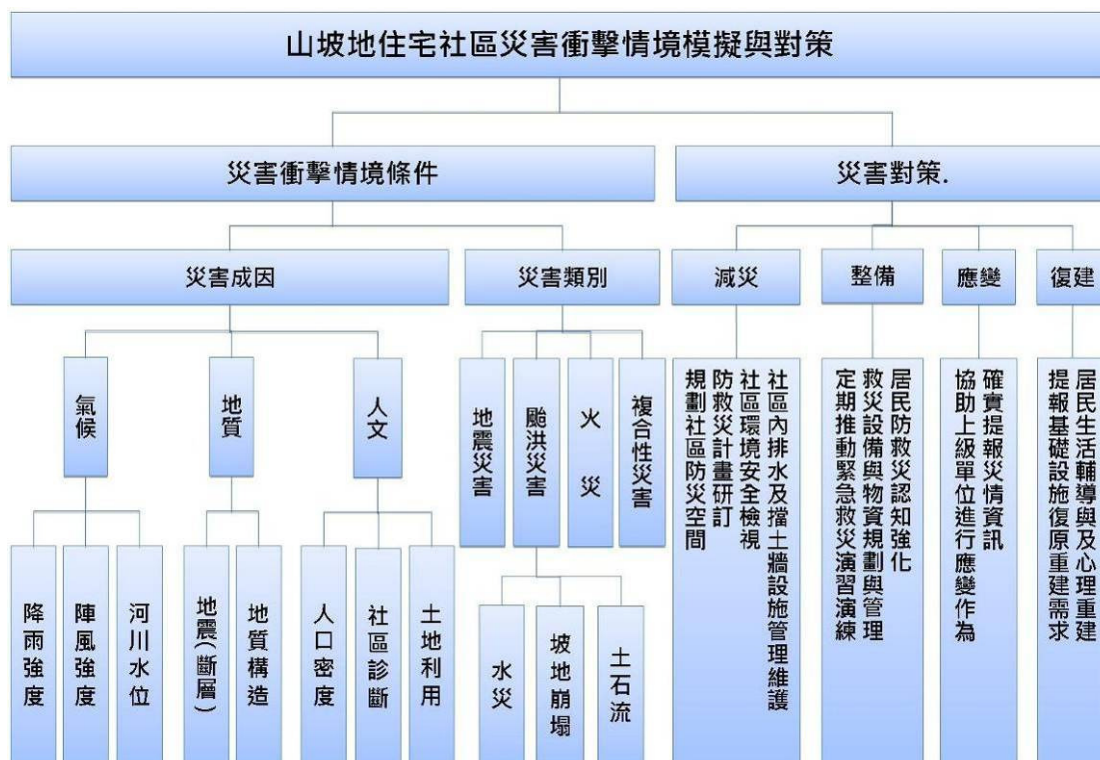 山坡地住宅社區災害衝擊情境模擬與對策
災害衝擊情境條件
災害對策.
災害成因
災害類別
減災
整備
應變
復建
氣候
地質
人文
地震災害
颱洪災害
火災
複合性災害
降雨強度
陣風強度
河川水位
地震(斷層)
地質構造
人口密度
社區診斷
土地利用
水災
坡地崩塌
土石流
社區內排水及擋土牆設施管理維護
社區環境安全檢視
防救災計畫研訂
規劃社區防災空間
居民防救災認知強化
救災設備與物資規劃與管理
定期推動緊急救災演習演練
確實提報災情資訊
協助上級單位進行應變作為
居民生活輔導與及心理重建
提報基礎設施復原重建需求